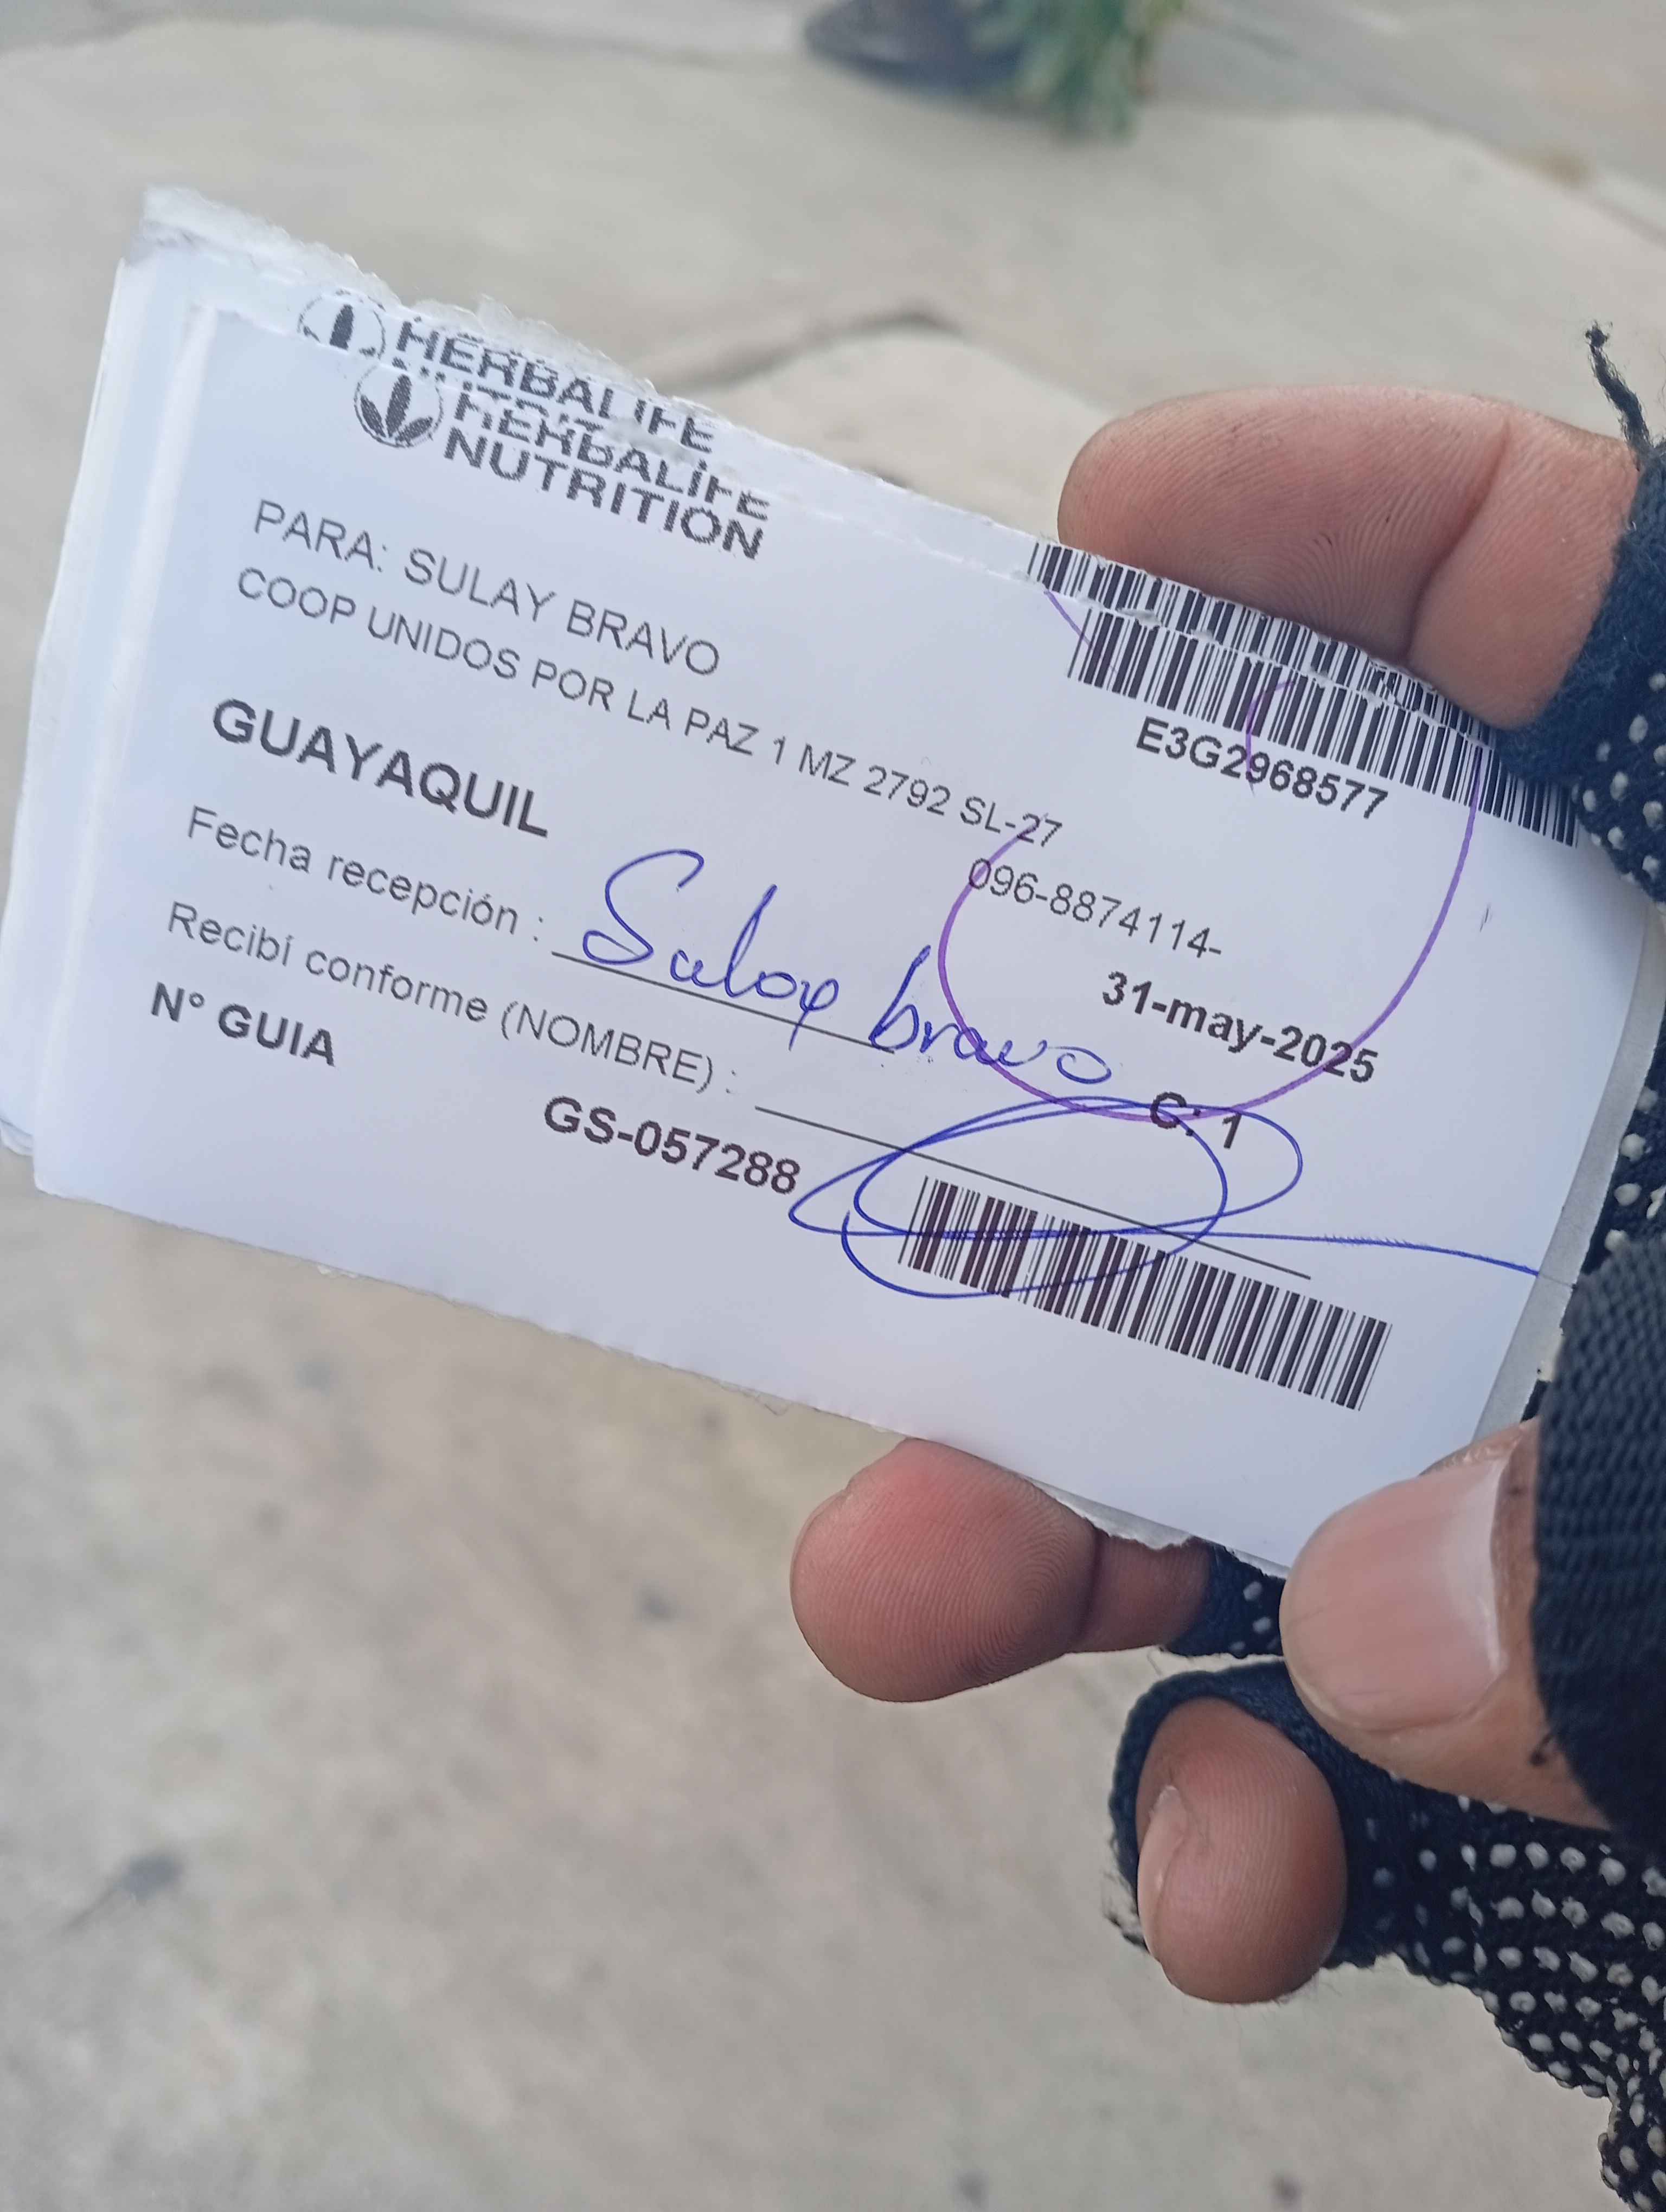 HERBALIFE
HERBALIFE
NUTRITION
E3G2968577
PARA: SULAY BRAVO
COOP UNIDOS POR LA PAZ 1 MZ 2792 SL-27
096-8874114-
GUAYAQUIL
31-may-2025
Fecha recepción : Sulay bravo
C: 1
Recibí conforme (NOMBRE) :
N° GUIA
GS-057288